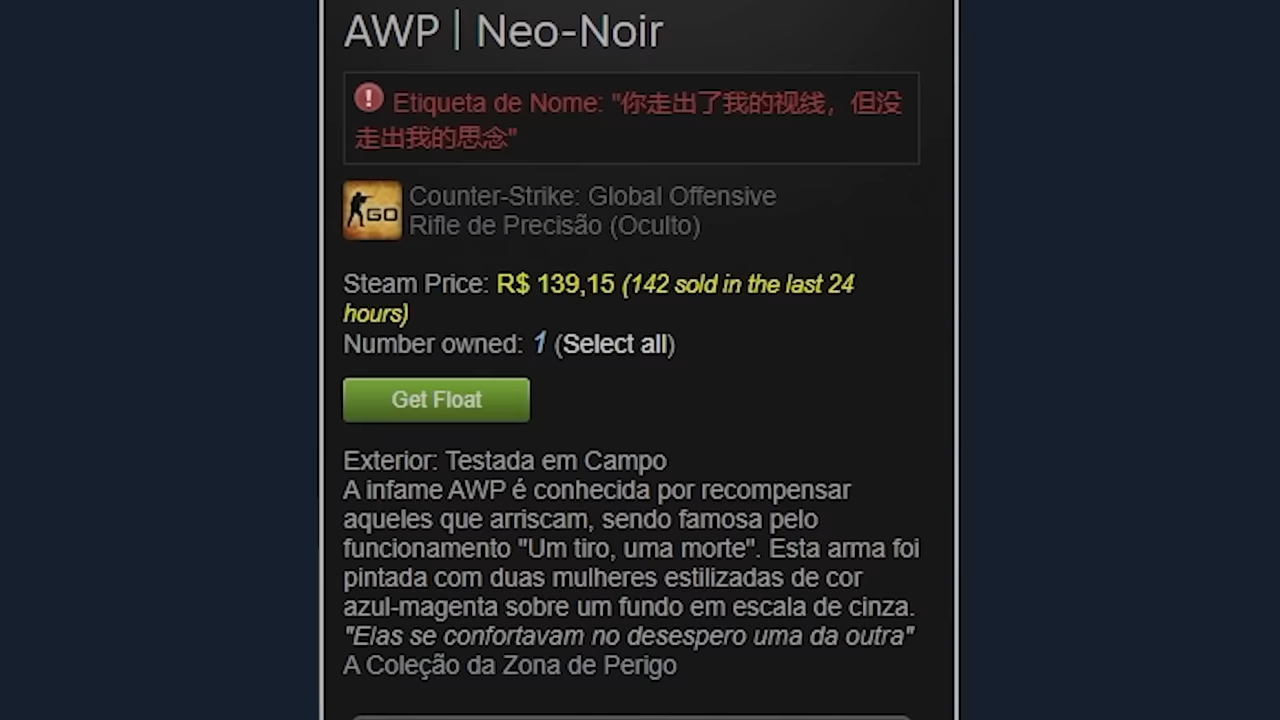 AWP | Neo-Noir
! Etiqueta de Nome: "你走出了我的视线，但没
走出我的思念"
GO
Counter-Strike: Global Offensive
Rifle de Precisão (Oculto)
Steam Price: R$ 139,15 (142 sold in the last 24
hours)
Number owned: 1 (Select all)
Get Float
Exterior: Testada em Campo
A infame AWP é conhecida por recompensar
aqueles que arriscam, sendo famosa pelo
funcionamento "Um tiro, uma morte". Esta arma foi
pintada com duas mulheres estilizadas de cor
azul-magenta sobre um fundo em escala de cinza.
"Elas se confortavam no desespero uma da outra"
A Coleção da Zona de Perigo